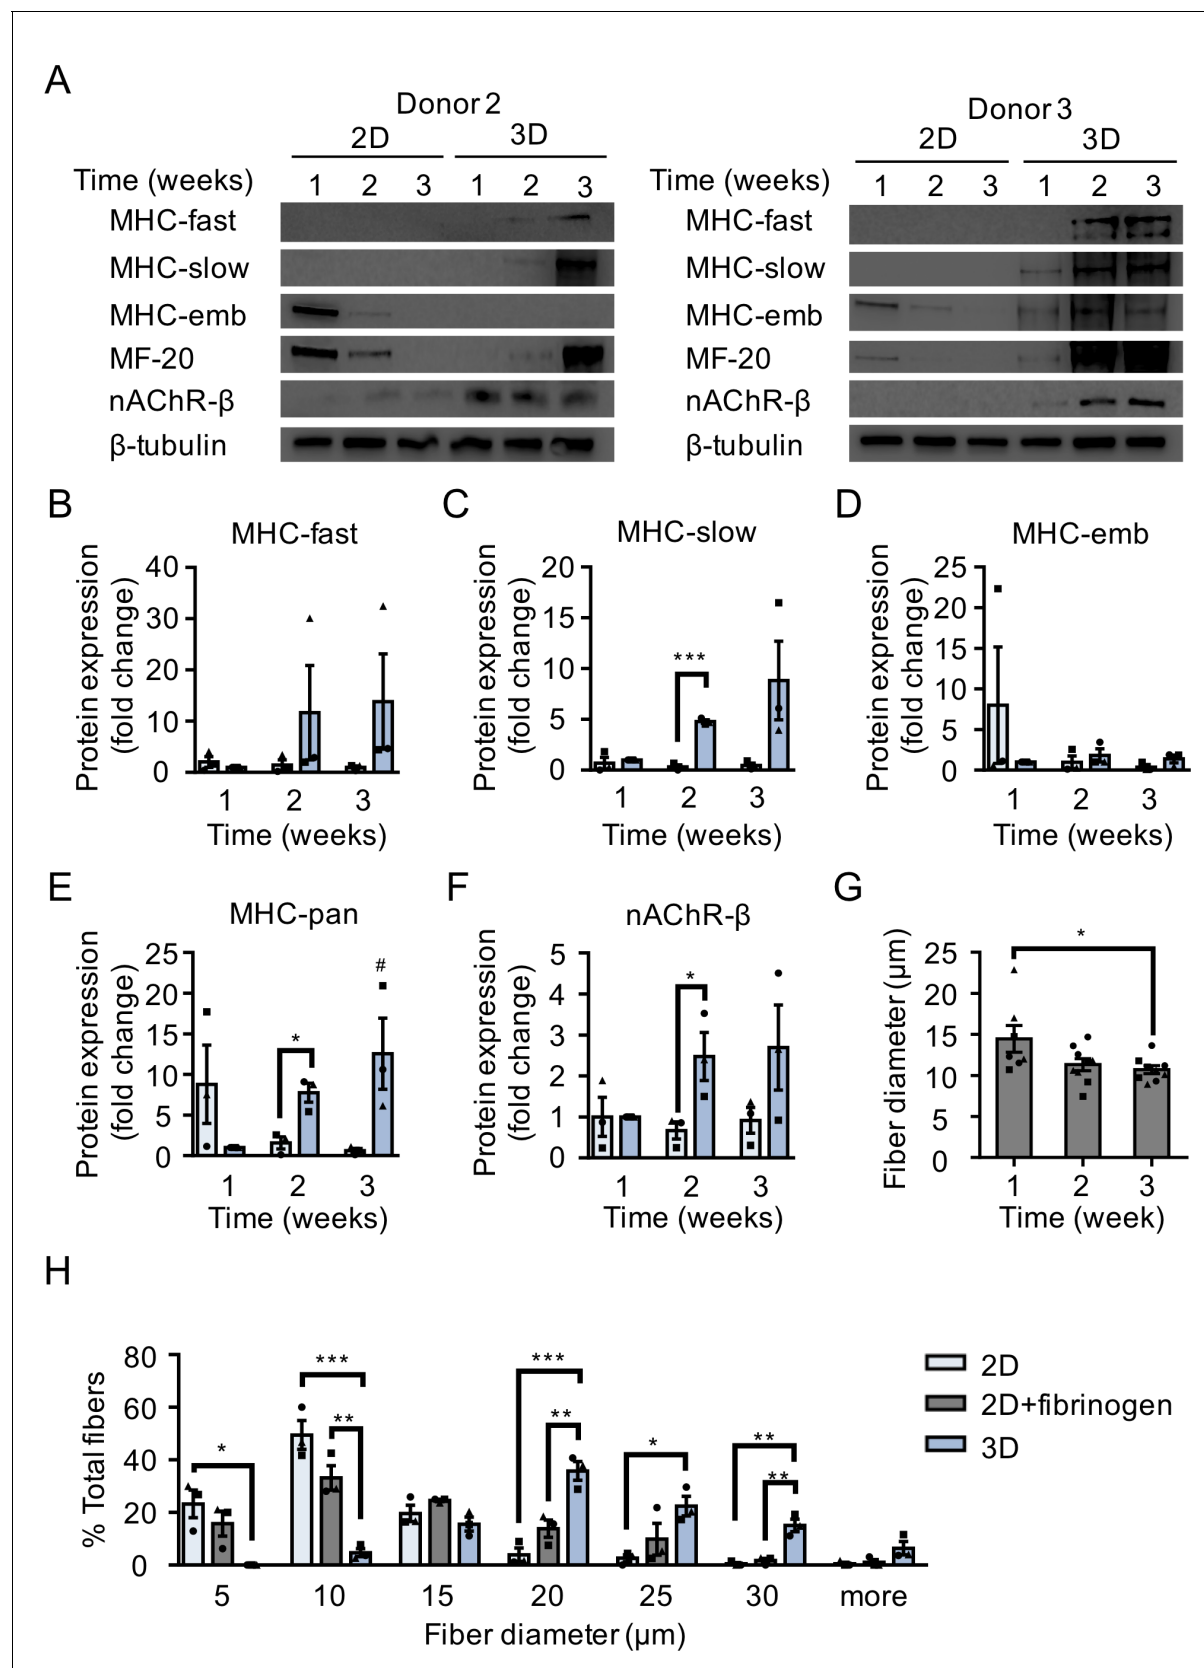 A
Donor 2
2D 3D
Time (weeks) 1 2 3 1 2 3
MHC-fast
MHC-slow
MHC-emb
MF-20
nAChR-β
β-tubulin
Donor 3
2D 3D
Time (weeks) 1 2 3 1 2 3
MHC-fast
MHC-slow
MHC-emb
MF-20
nAChR-β
β-tubulin
B
MHC-fast
Protein expression
(fold change)
40
30
20
10
0
1 2 3
Time (weeks)
C
MHC-slow
Protein expression
(fold change)
20
15
10
5
0
***
1 2 3
Time (weeks)
D
MHC-emb
Protein expression
(fold change)
25
20
15
10
5
0
1 2 3
Time (weeks)
E
MHC-pan
Protein expression
(fold change)
25
20
15
10
5
0
*
#
1 2 3
Time (weeks)
F
nAChR-β
Protein expression
(fold change)
5
4
3
2
1
0
*
1 2 3
Time (weeks)
G
Fiber diameter (µm)
25
20
15
10
5
0
*
1 2 3
Time (week)
H
% Total fibers
80
60
40
20
0
*
***
**
***
**
*
**
**
5 10 15 20 25 30 more
Fiber diameter (µm)
2D
2D+fibrinogen
3D